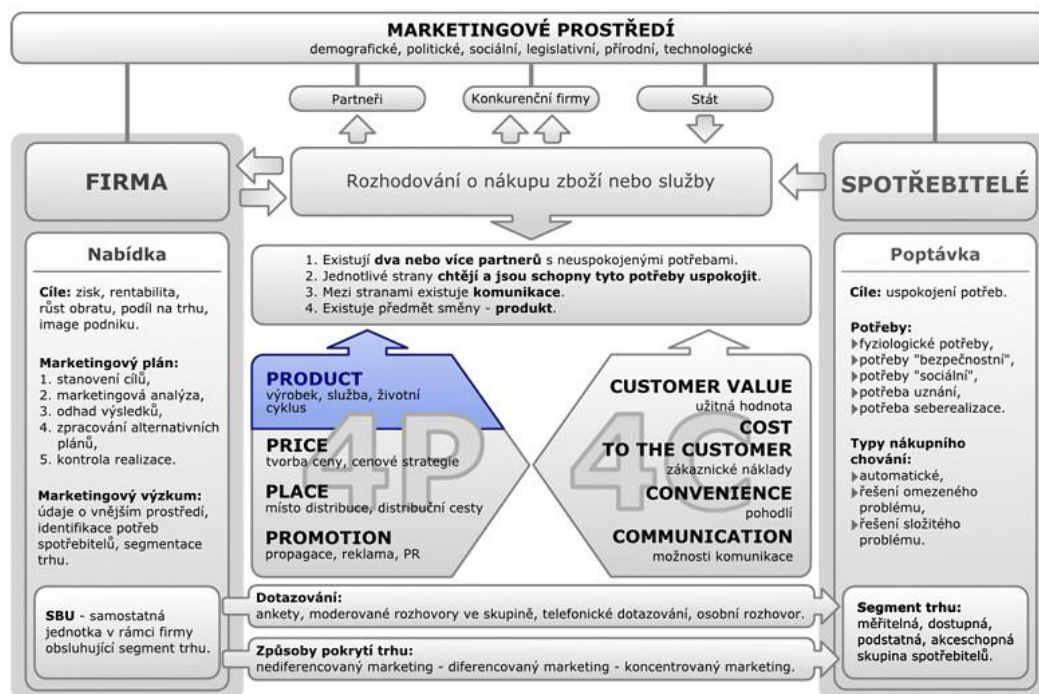 MARKETINGOVÉ PROSTŘEDÍ
demografické, politické, sociální, legislativní, přírodní, technologické
Partneři
Konkurenční firmy
Stát
FIRMA
Rozhodování o nákupu zboží nebo služby
SPOTŘEBITELÉ
Nabídka
Cíle: zisk, rentabilita,
růst obratu, podíl na trhu,
image podniku.
Marketingový plán:
1. stanovení cílů,
2. marketingová analýza,
3. odhad výsledků,
4. zpracování alternativních
plánů,
5. kontrola realizace.
Marketingový výzkum:
údaje o vnějším prostředí,
identifikace potřeb
spotřebitelů, segmentace
trhu.
SBU - samostatná
jednotka v rámci firmy
obsluhující segment trhu.
1. Existují dva nebo více partnerů s neuspokojenými potřebami.
2. Jednotlivé strany chtějí a jsou schopny tyto potřeby uspokojit.
3. Mezi stranami existuje komunikace.
4. Existuje předmět směny - produkt.
4P
PRODUCT
výrobek, služba, životní
cyklus
PRICE
tvorba ceny, cenové strategie
PLACE
místo distribuce, distribuční cesty
PROMOTION
propagace, reklama, PR
4C
CUSTOMER VALUE
užitná hodnota
COST
TO THE CUSTOMER
zákaznické náklady
CONVENIENCE
pohodlí
COMMUNICATION
možnosti komunikace
Dotazování:
ankety, moderované rozhovory ve skupině, telefonické dotazování, osobní rozhovor.
Způsoby pokrytí trhu:
nediferencovaný marketing - diferencovaný marketing - koncentrovaný marketing.
Poptávka
Cíle: uspokojení potřeb.
Potřeby:
fyziologické potřeby,
potřeby "bezpečnostní",
potřeby "sociální",
potřeba uznání,
potřeba seberealizace.
Typy nákupního
chování:
automatické,
řešení omezeného
problému,
řešení složitého
problému.
Segment trhu:
měřitelná, dostupná,
podstatná, akceschopná
skupina spotřebitelů.